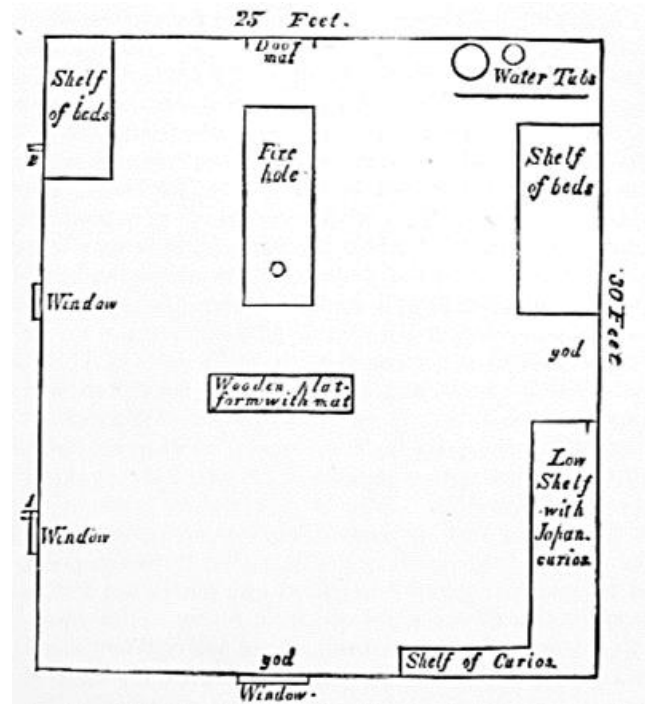 25 Feet.
Door
mat
Shelf
of beds
Water Tubs
Fire
hole
Shelf
of beds
Window
30 Feet
god
Wooden plat-
form with mat
Low
Shelf
with
Japan.
curios.
Window
god
Shelf of Curios.
Window.